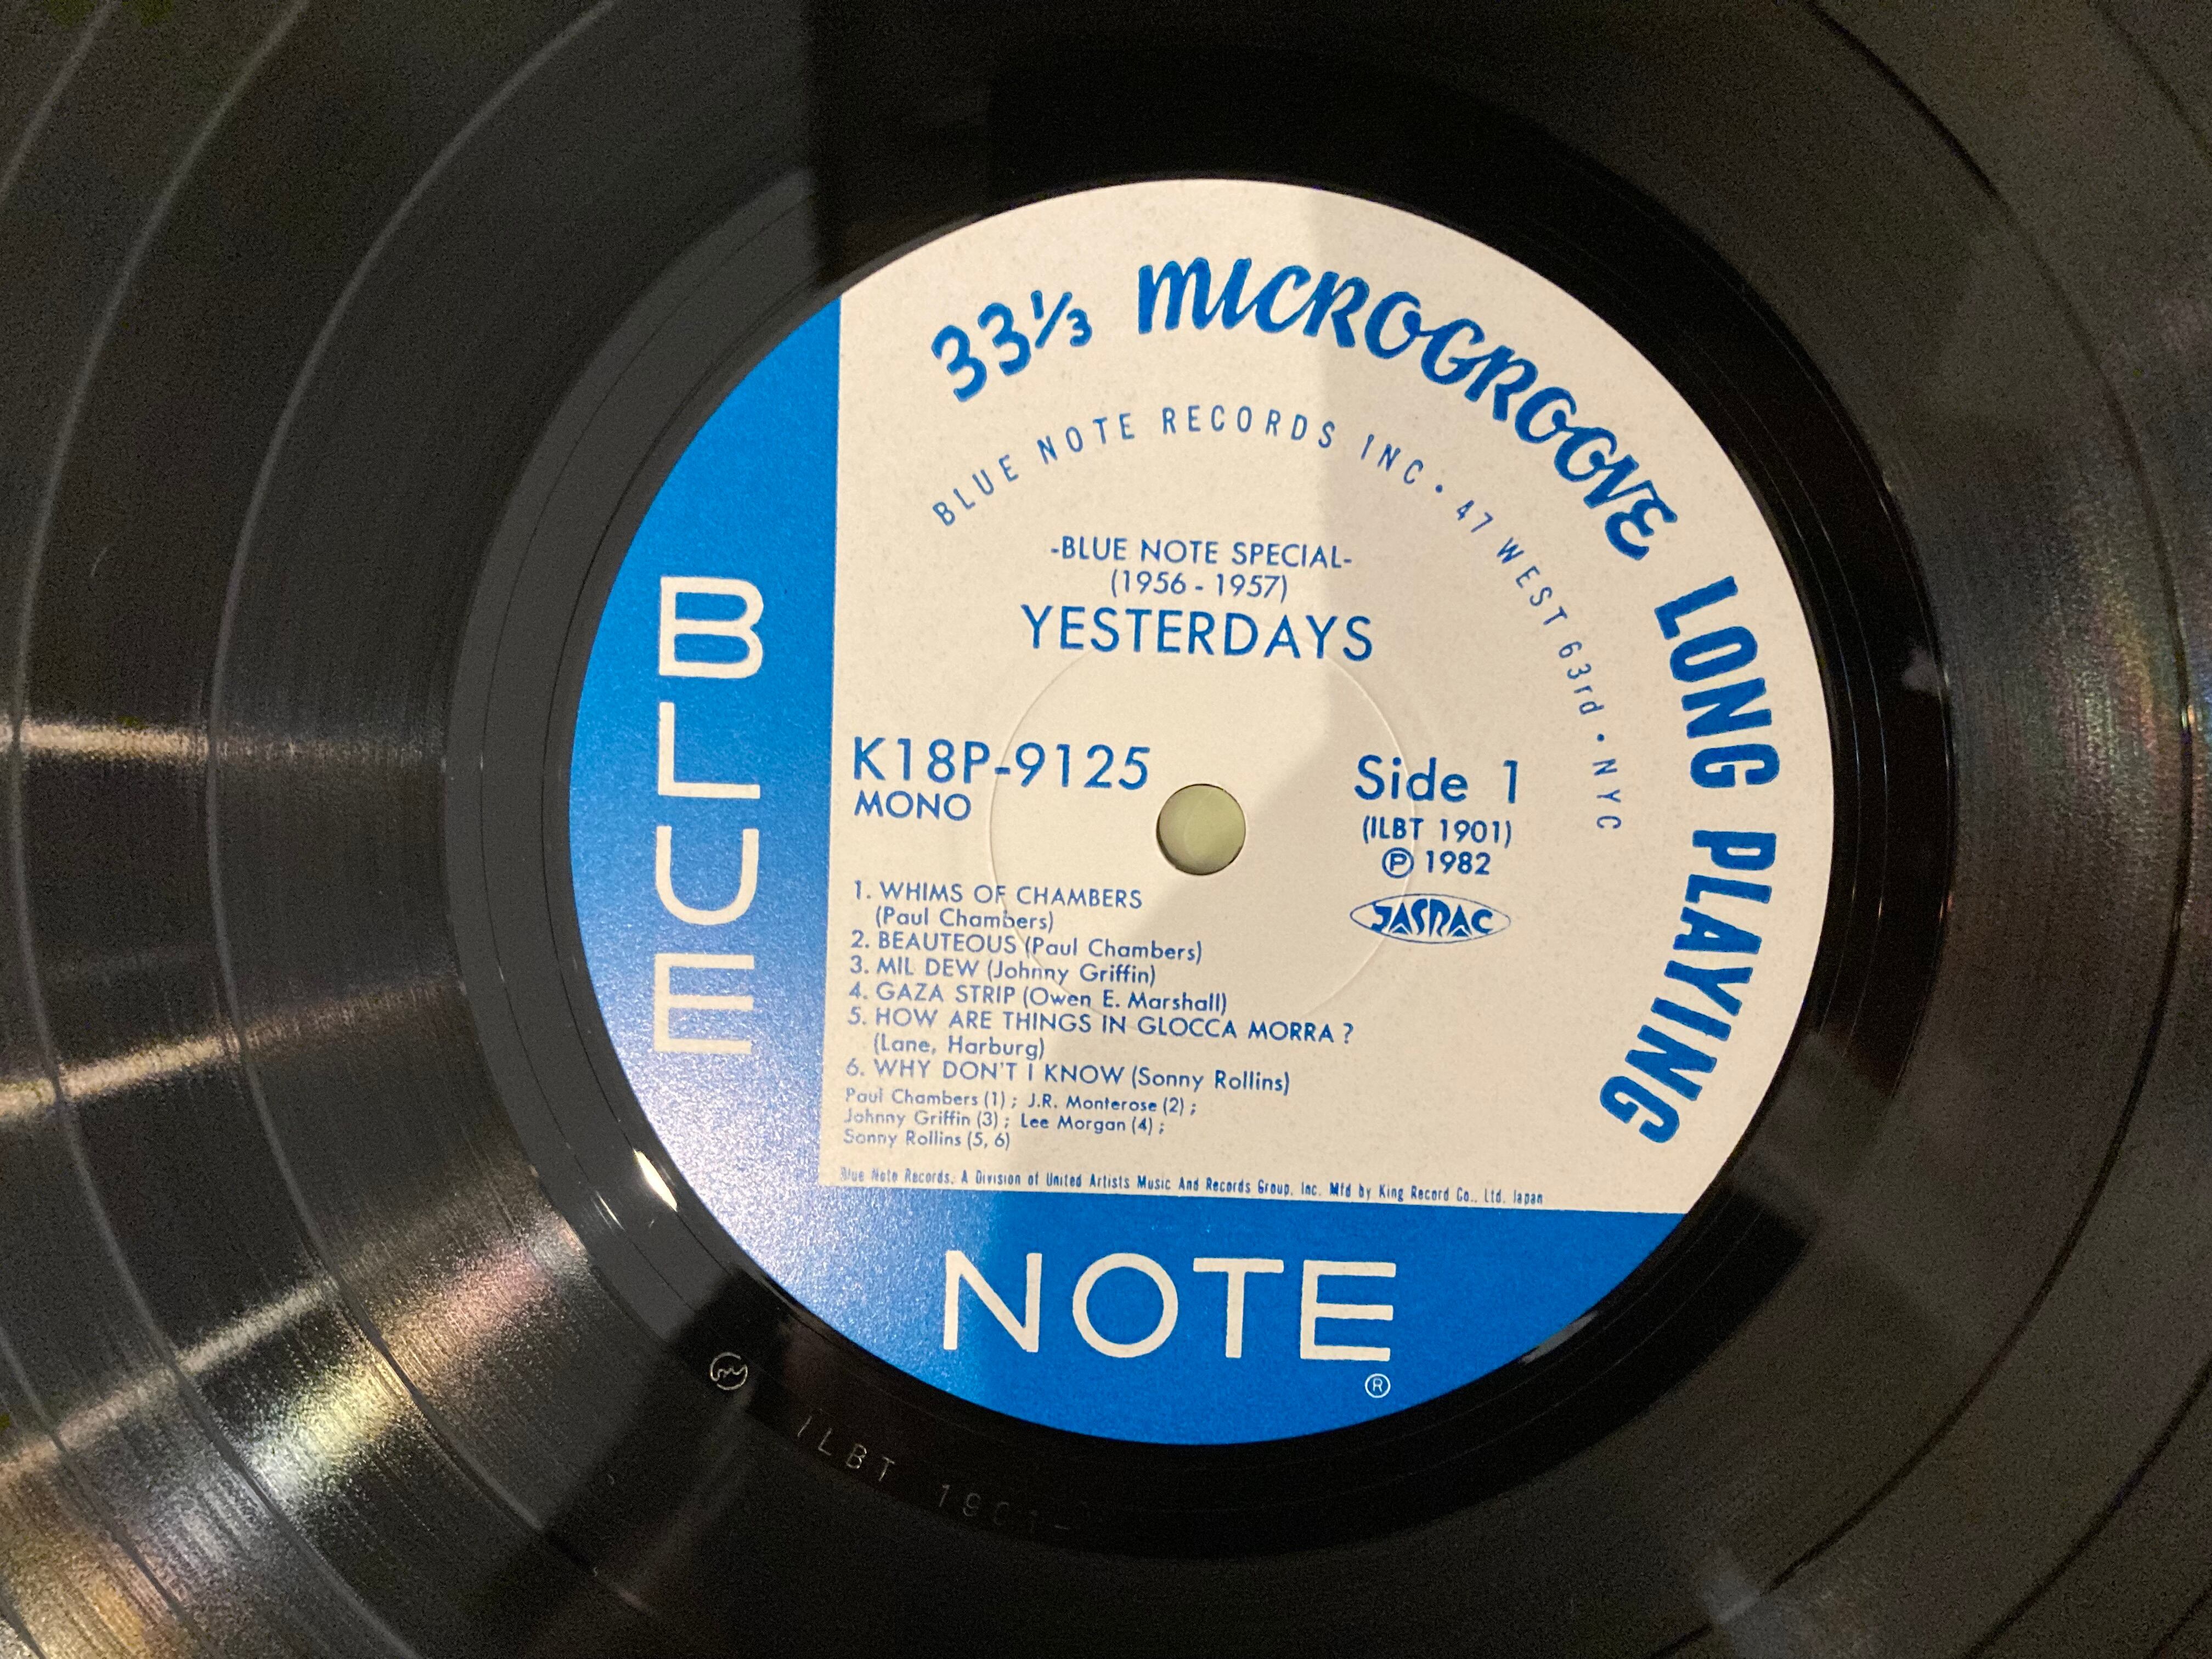 33⅓ MICROGROOVE LONG PLAYING
BLUE NOTE RECORDS INC • 47 WEST 63rd • NYC
-BLUE NOTE SPECIAL-
(1956 - 1957)
YESTERDAYS
K18P-9125
MONO
Side 1
(ILBT 1901)
Ⓟ 1982
JASRAC
1. WHIMS OF CHAMBERS
(Paul Chambers)
2. BEAUTEOUS (Paul Chambers)
3. MIL DEW (Johnny Griffin)
4. GAZA STRIP (Owen E. Marshall)
5. HOW ARE THINGS IN GLOCCA MORRA ?
(Lane, Harburg)
6. WHY DON'T I KNOW (Sonny Rollins)
Paul Chambers (1) ; J.R. Monterose (2) ;
Johnny Griffin (3) ; Lee Morgan (4) ;
Sonny Rollins (5, 6)
Blue Note Records, A Division of United Artists Music And Records Group, Inc. Mfd by King Record Co., Ltd. Japan
BLUE
NOTE
®
ILBT 1901-